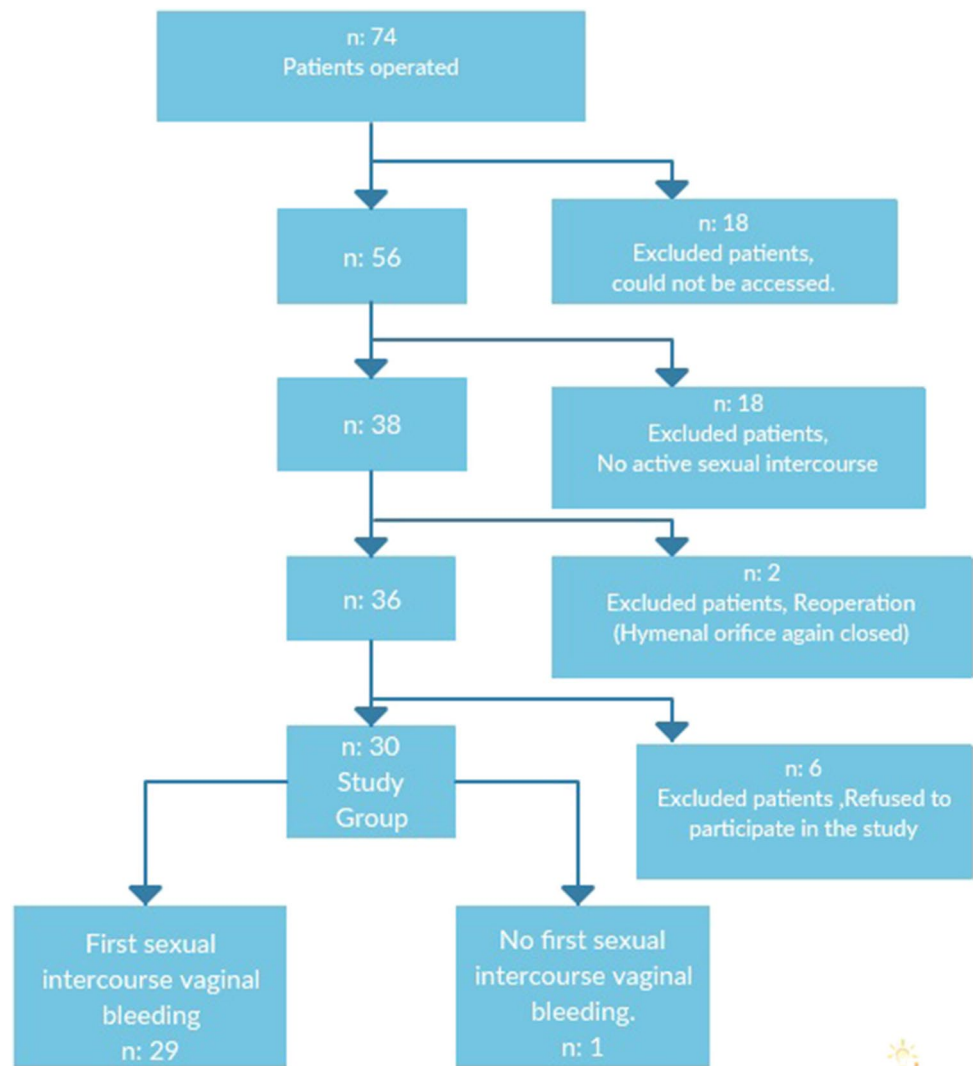 n: 74
Patients operated
n: 56
n: 18
Excluded patients,
could not be accessed.
n: 38
n: 18
Excluded patients,
No active sexual intercourse
n: 36
n: 2
Excluded patients, Reoperation
(Hymenal orifice again closed)
n: 30
Study
Group
n: 6
Excluded patients ,Refused to
participate in the study
First sexual
intercourse vaginal
bleeding
n: 29
No first sexual
intercourse vaginal
bleeding.
n: 1